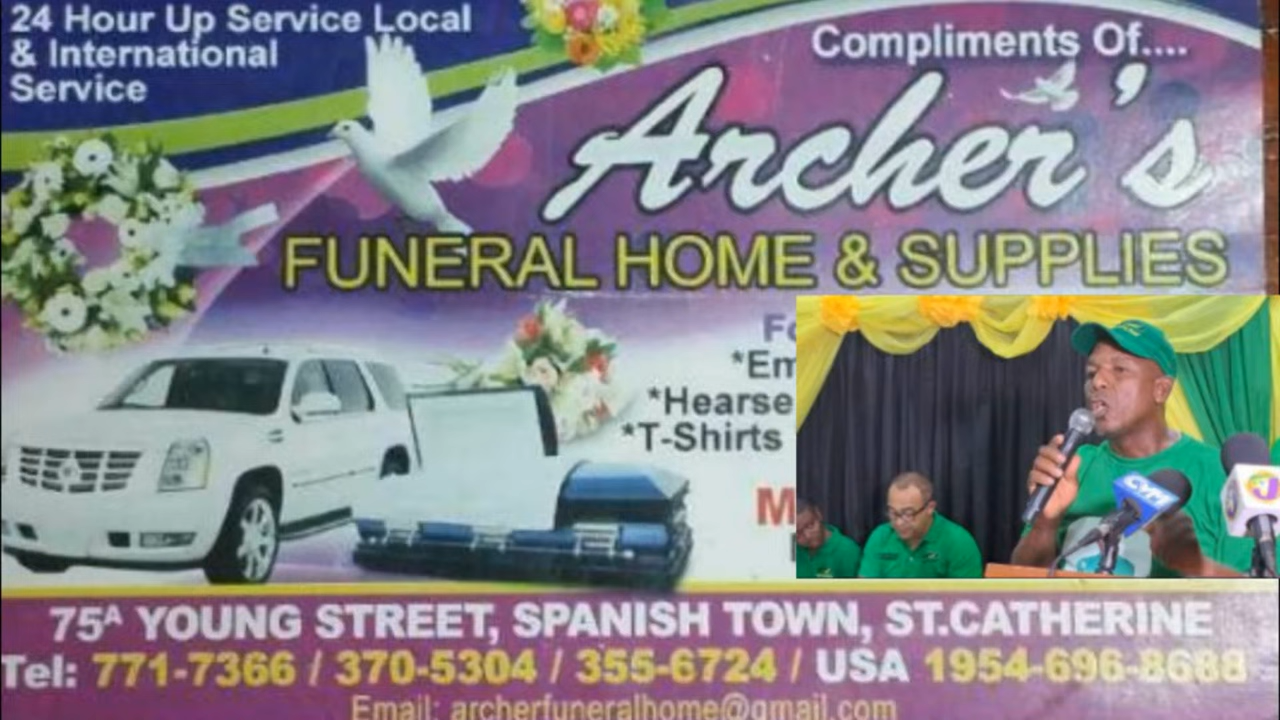 24 Hour Up Service Local
& International
Service
Compliments Of....
Archer's
FUNERAL HOME & SUPPLIES
*Hearse
*T-Shirts
75A YOUNG STREET, SPANISH TOWN, ST.CATHERINE
Tel: 771-7366 / 370-5304 / 355-6724 / USA 1954-696-8688
Email: archerfuneralhome@gmail.com
CVM
J